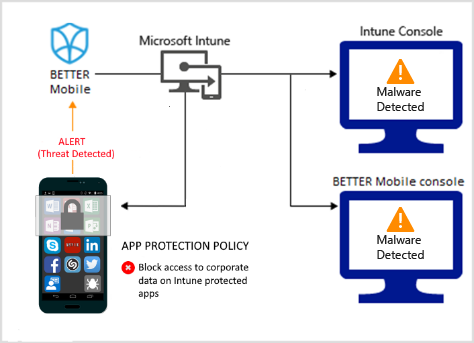 Microsoft Intune
Intune Console
BETTER
Mobile
Malware
Detected
ALERT
(Threat Detected)
BETTER Mobile console
Malware
Detected
APP PROTECTION POLICY
Block access to corporate
data on Intune protected
apps